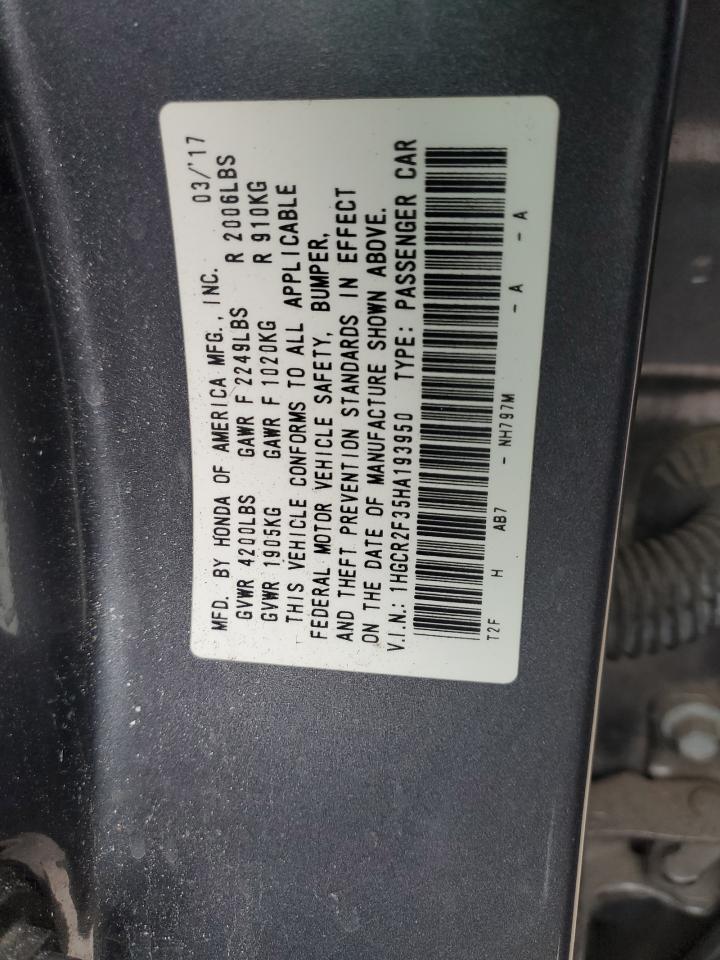 MFD. BY HONDA OF AMERICA MFG., INC. 03/'17
GVWR 4200LBS GAWR F 2249LBS R 2006LBS
GVWR 1905KG GAWR F 1020KG R 910KG
THIS VEHICLE CONFORMS TO ALL APPLICABLE
FEDERAL MOTOR VEHICLE SAFETY, BUMPER,
AND THEFT PREVENTION STANDARDS IN EFFECT
ON THE DATE OF MANUFACTURE SHOWN ABOVE.
V.I.N.: 1HGCR2F35HA193950 TYPE: PASSENGER CAR
T2F H AB7 - NH797M - A - A